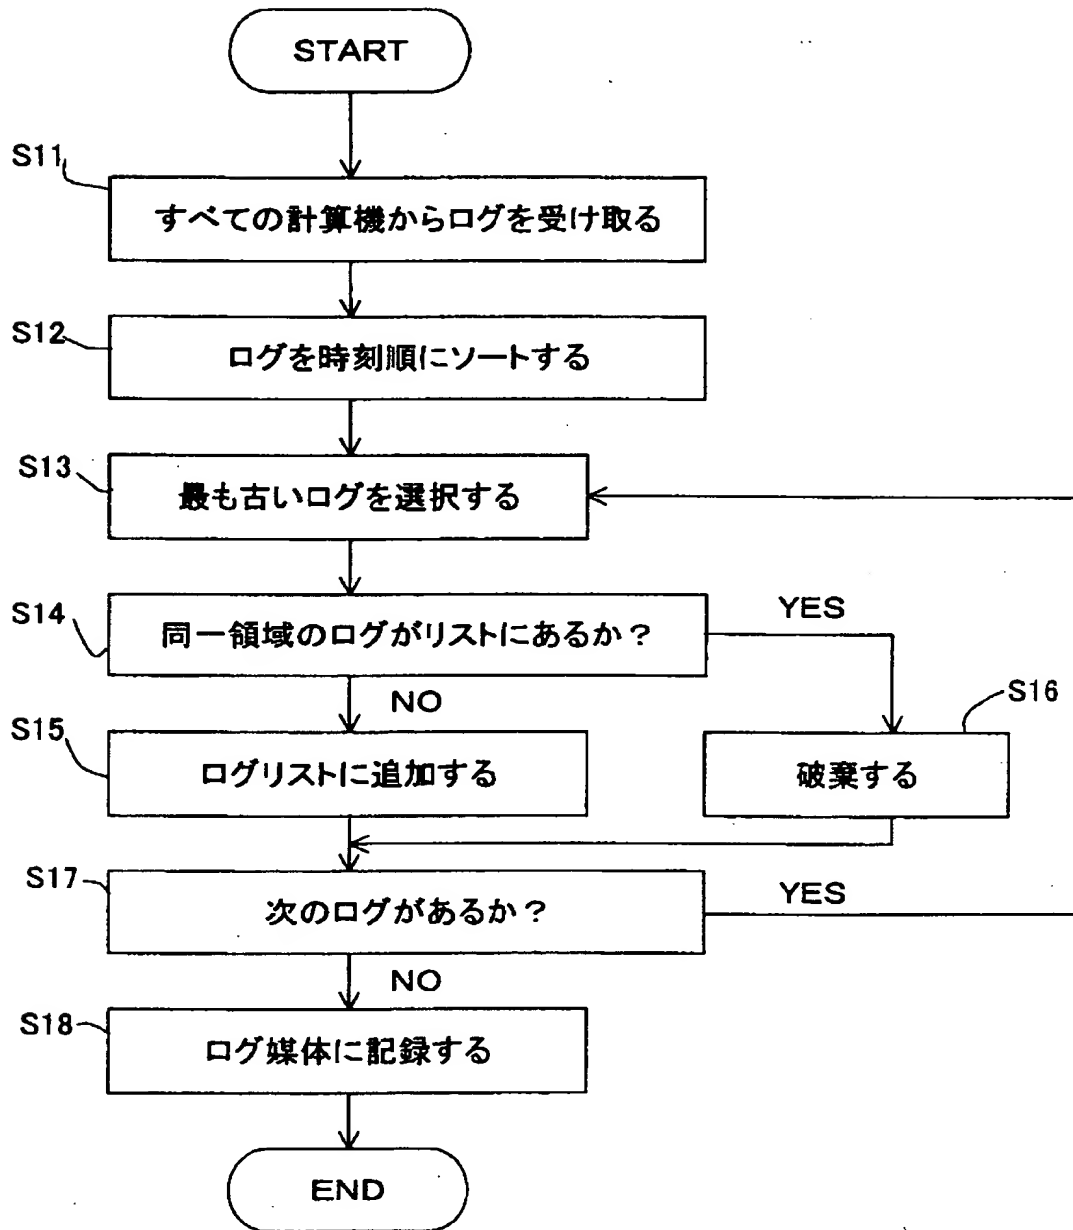 START
S11
すべての計算機からログを受け取る
S12
ログを時刻順にソートする
S13
最も古いログを選択する
S14
同一領域のログがリストにあるか?
YES
NO
S15
ログリストに追加する
S16
破棄する
S17
次のログがあるか?
YES
NO
S18
ログ媒体に記録する
END